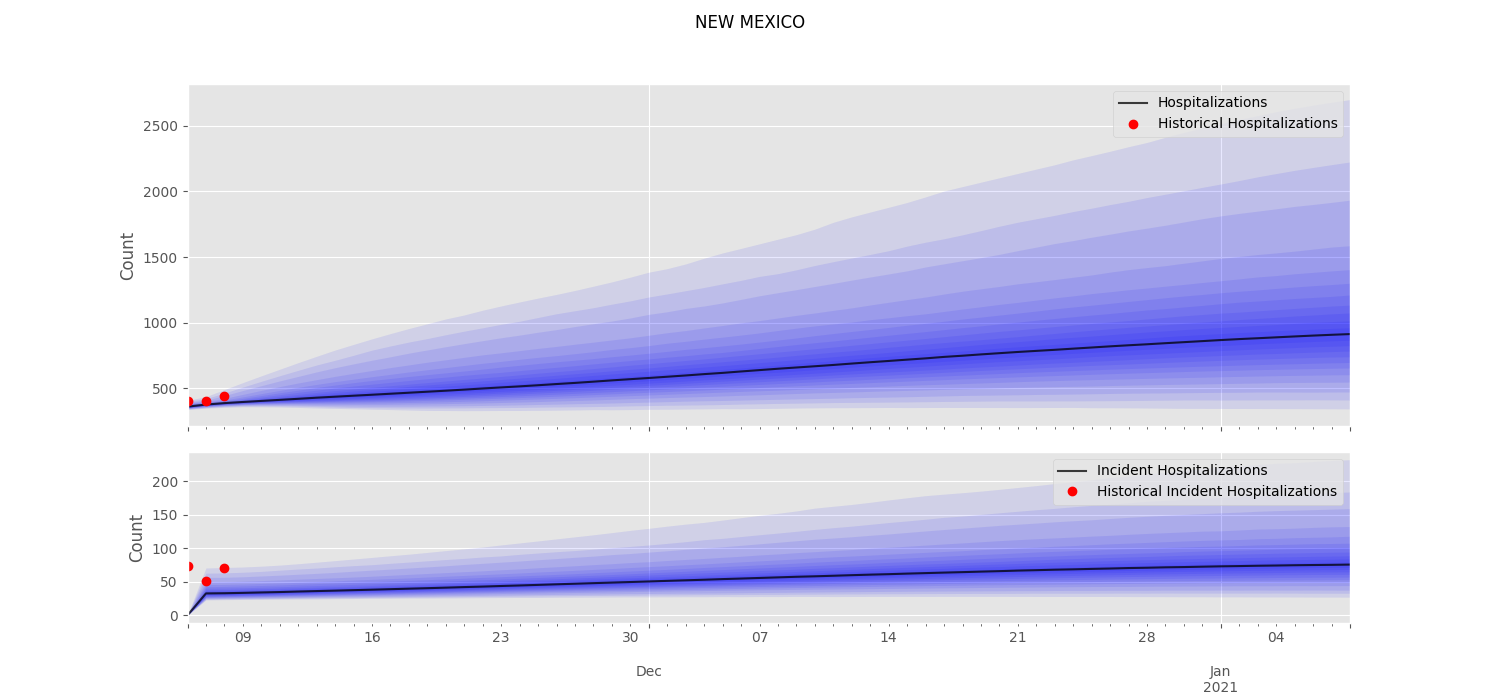 NEW MEXICO
Hospitalizations
Historical Hospitalizations
Count
2500
2000
1500
1000
500
Incident Hospitalizations
Historical Incident Hospitalizations
Count
200
150
100
50
0
09 16 23 30 07 14 21 28 04
Dec Jan
2021